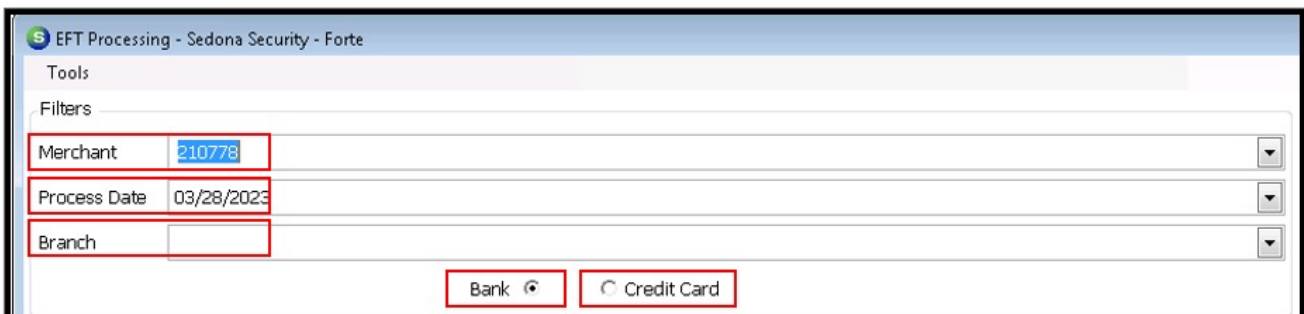 S EFT Processing - Sedona Security - Forte
Tools
Filters
Merchant 210778
Process Date 03/28/2023
Branch
Bank Credit Card